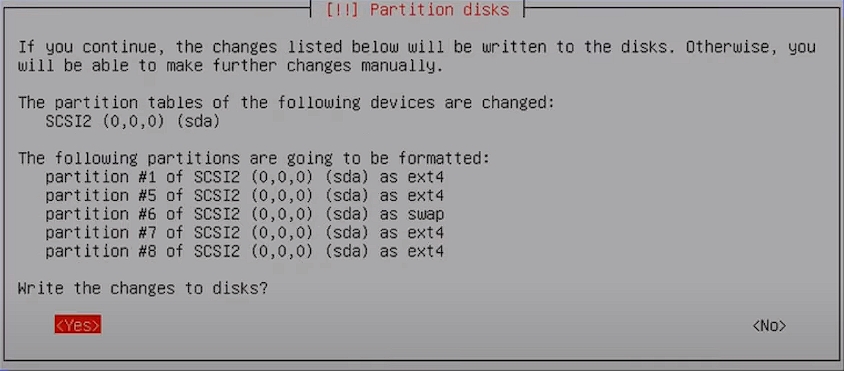 [!!] Partition disks
If you continue, the changes listed below will be written to the disks. Otherwise, you
will be able to make further changes manually.
The partition tables of the following devices are changed:
SCSI2 (0,0,0) (sda)
The following partitions are going to be formatted:
partition #1 of SCSI2 (0,0,0) (sda) as ext4
partition #5 of SCSI2 (0,0,0) (sda) as ext4
partition #6 of SCSI2 (0,0,0) (sda) as swap
partition #7 of SCSI2 (0,0,0) (sda) as ext4
partition #8 of SCSI2 (0,0,0) (sda) as ext4
Write the changes to disks?
<Yes> <No>